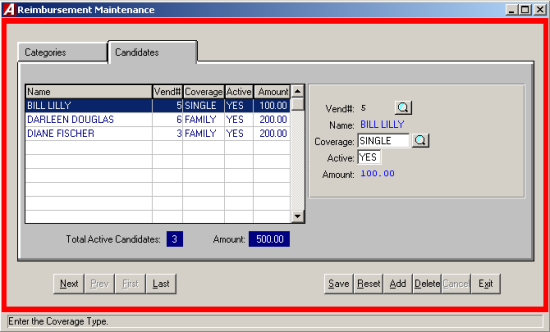 Reimbursement Maintenance
Categories Candidates
Name Vend# Coverage Active Amount
BILL LILLY 5 SINGLE YES 100.00
DARLEEN DOUGLAS 6 FAMILY YES 200.00
DIANE FISCHER 3 FAMILY YES 200.00
Vend#: 5
Name: BILL LILLY
Coverage: SINGLE
Active: YES
Amount: 100.00
Total Active Candidates: 3 Amount: 500.00
Next Prev First Last Save Reset Add Delete Cancel Exit
Enter the Coverage Type.